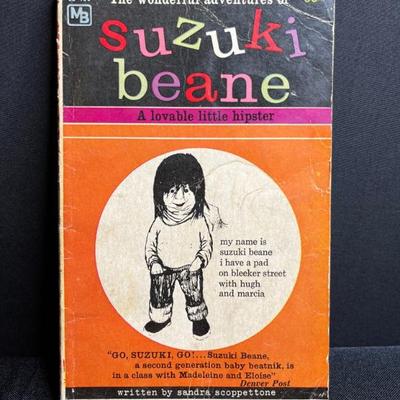 MB
The wonderful adventures of
suzuki
beane
A lovable little hipster
my name is
suzuki beane
i have a pad
on bleeker street
with hugh
and marcia
"GO, SUZUKI, GO!...Suzuki Beane,
a second generation baby beatnik, is
in a class with Madeleine and Eloise"
Denver Post
written by sandra scoppettone